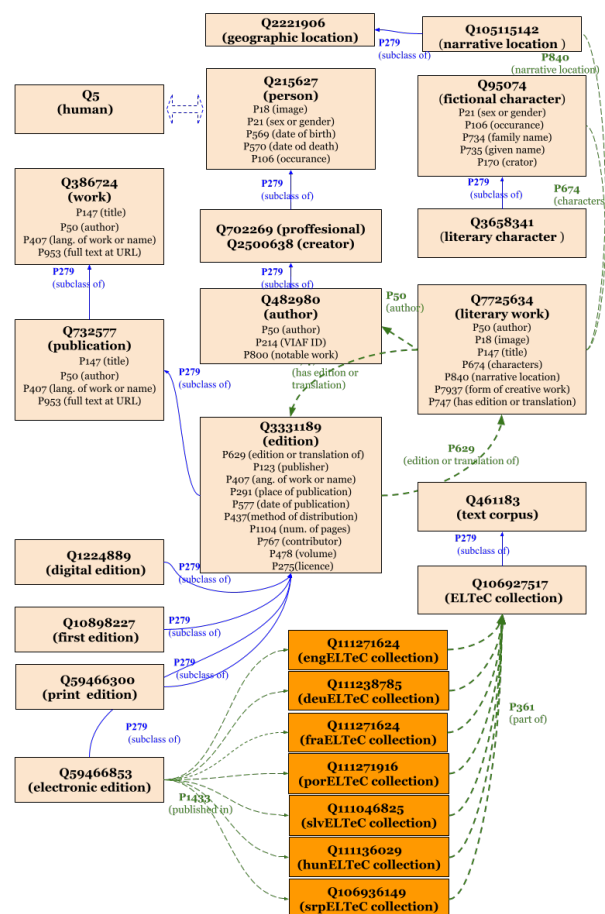 Q2221906
(geographic location)
P279
(subclass of)
Q105115142
(narrative location )
P840
(narrative location)
Q5
(human)
Q215627
(person)
P18 (image)
P21 (sex or gender)
P569 (date of birth)
P570 (date od death)
P106 (occurance)
Q95074
(fictional character)
P21 (sex or gender)
P106 (occurance)
P734 (family name)
P735 (given name)
P170 (crator)
Q386724
(work)
P147 (title)
P50 (author)
P407 (lang. of work or name)
P953 (full text at URL)
P279
(subclass of)
P279
(subclass of)
P674
(characters)
Q702269 (proffesional)
Q2500638 (creator)
Q3658341
(literary character )
P279
(subclass of)
P279
(subclass of)
Q482980
(author)
P50 (author)
P214 (VIAF ID)
P800 (notable work)
P50
(author)
Q7725634
(literary work)
P50 (author)
P18 (image)
P147 (title)
P674 (characters)
P840 (narrative location)
P7937 (form of creative work)
P747 (has edition or translation)
Q732577
(publication)
P147 (title)
P50 (author)
P407 (lang. of work or name)
P953 (full text at URL)
P279
(subclass of)
(has edition or
translation)
Q3331189
(edition)
P629 (edition or translation of)
P123 (publisher)
P407 (ang. of work or name)
P291 (place of publication)
P577 (date of publication)
P437(method of distribution)
P1104 (num. of pages)
P767 (contributor)
P478 (volume)
P275(licence)
P629
(edition or translation of)
Q461183
(text corpus)
P279
(subclass of)
Q1224889
(digital edition)
P279
(subclass of)
Q106927517
(ELTeC collection)
Q10898227
(first edition)
P279
(subclass of)
Q59466300
(print edition)
P279
(subclass of)
P279
(subclass of)
Q59466853
(electronic edition)
P1433
(published in)
Q111271624
(engELTeC collection)
Q111238785
(deuELTeC collection)
Q111271624
(fraELTeC collection)
Q111271916
(porELTeC collection)
Q111046825
(slvELTeC collection)
Q111136029
(hunELTeC collection)
Q106936149
(srpELTeC collection)
P361
(part of)